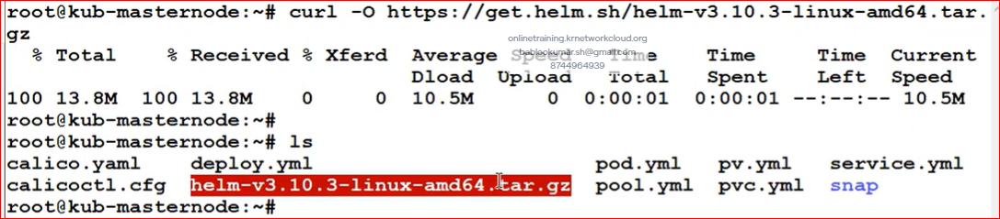 root@kub-masternode:~# curl -O https://get.helm.sh/helm-v3.10.3-linux-amd64.tar.
gz
onlinetraining.krnetworkcloud.org
% Total % Received % Xferd Average Speed Time Time Time Current
bablookumar.sh@gmail.com
Dload Upload Total Spent Left Speed
8744964939
100 13.8M 100 13.8M 0 0 10.5M 0 0:00:01 0:00:01 --:--:-- 10.5M
root@kub-masternode:~#
root@kub-masternode:~# ls
calico.yaml deploy.yml pod.yml pv.yml service.yml
calicoctl.cfg helm-v3.10.3-linux-amd64.tar.gz pool.yml pvc.yml snap
root@kub-masternode:~#